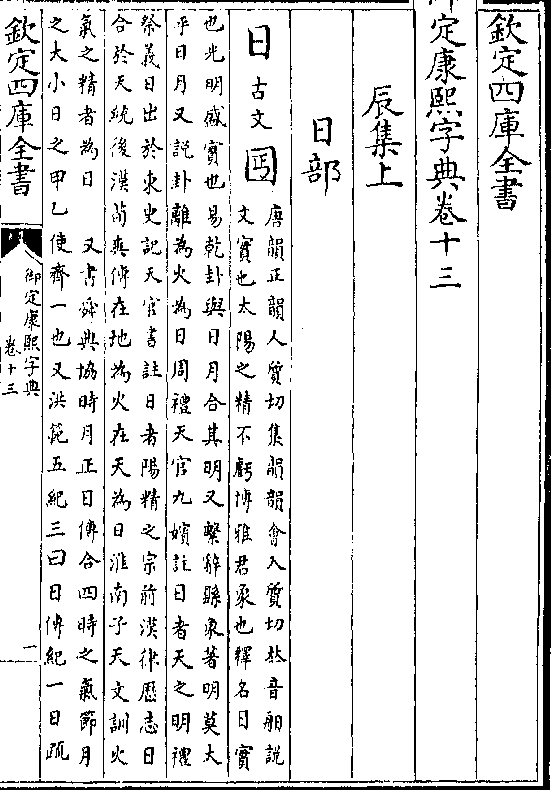 欽定四庫全書
御定康熙字典卷十三
辰集上
日部
日 古文 囸
唐韻正韻人質切集韻韻會入質切𠀤音馹說
文實也太陽之精不虧博雅君象也釋名日實
也光明盛實也易乾卦與日月合其明又繫辭縣象著明莫大
乎日月又說卦離為火為日周禮天官九嬪註日者天之明禮
祭義日出於東史記天官書註日者陽精之宗前漢律歷志日
合於天統後漢荀爽傳在地為火在天為日淮南子天文訓火
氣之精者為日 又書舜典協時月正日傳合四時之氣節月
之大小日之甲乙使齊一也又洪範五紀三曰日傳紀一日疏
欽定四庫全書
御定康熙字典
卷十三
一